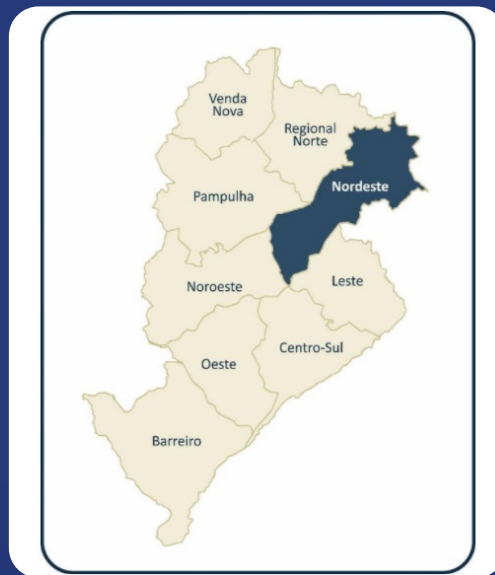 Venda
Nova
Regional
Norte
Nordeste
Pampulha
Leste
Noroeste
Centro-Sul
Oeste
Barreiro